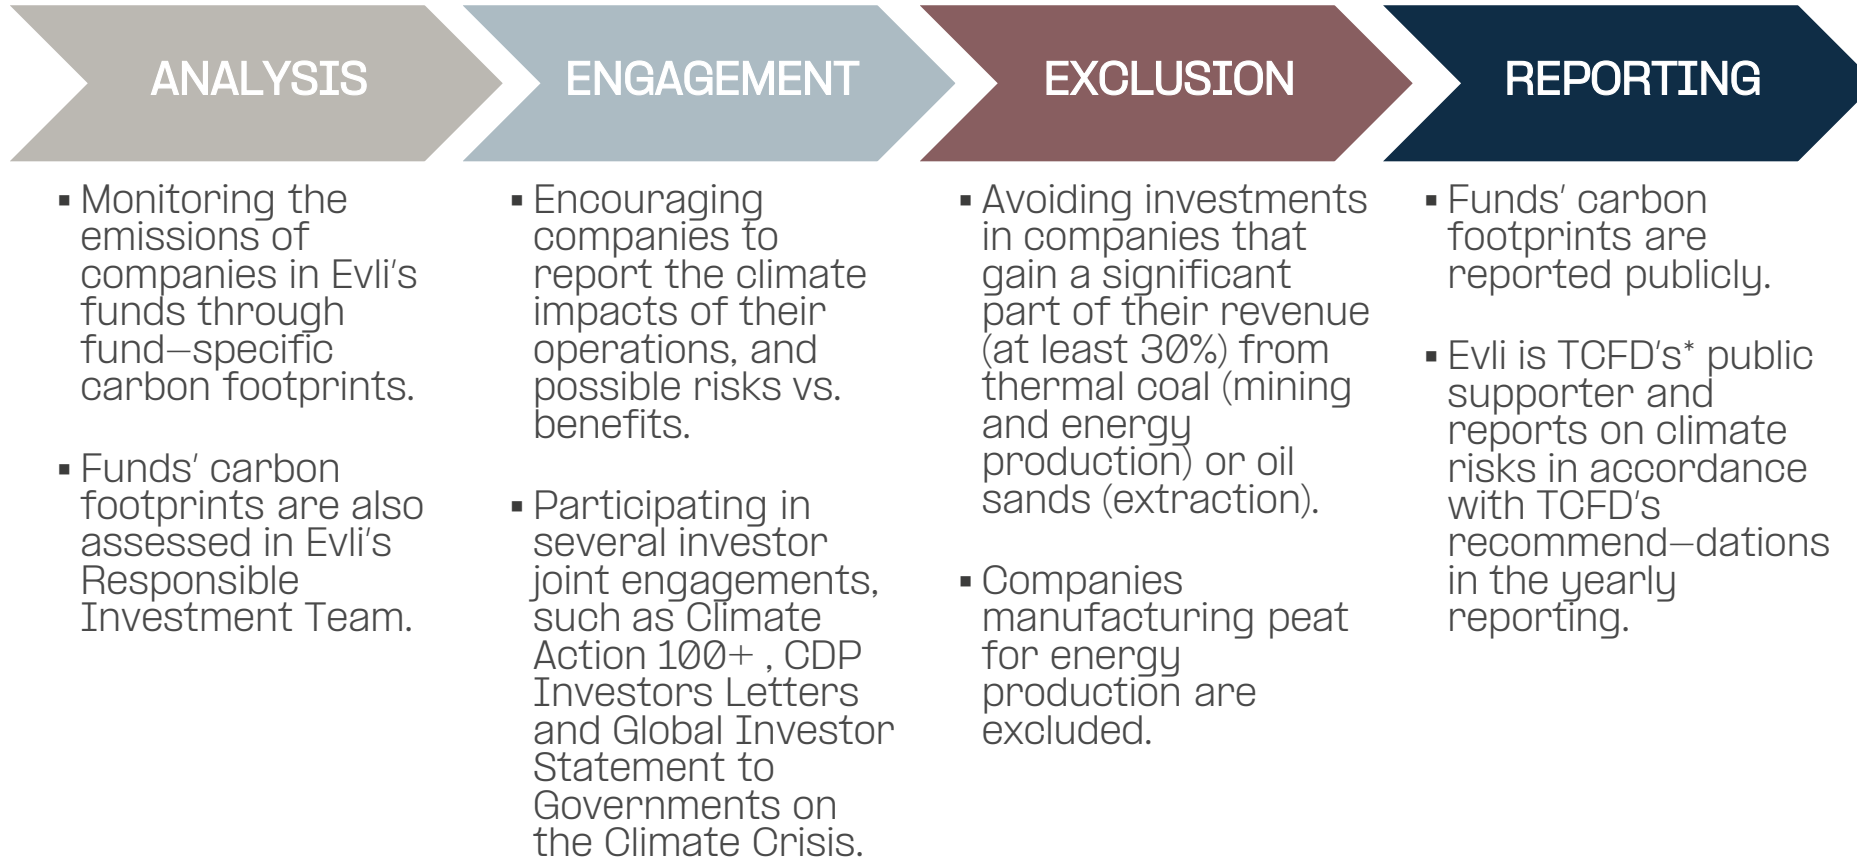 ANALYSIS
▪ Monitoring the
emissions of
companies in Evli's
funds through
fund–specific
carbon footprints.
▪ Funds' carbon
footprints are also
assessed in Evli's
Responsible
Investment Team.
ENGAGEMENT
▪ Encouraging
companies to
report the climate
impacts of their
operations, and
possible risks vs.
benefits.
▪ Participating in
several investor
joint engagements,
such as Climate
Action 100+ , CDP
Investors Letters
and Global Investor
Statement to
Governments on
the Climate Crisis.
EXCLUSION
▪ Avoiding investments
in companies that
gain a significant
part of their revenue
(at least 30%) from
thermal coal (mining
and energy
production) or oil
sands (extraction).
▪ Companies
manufacturing peat
for energy
production are
excluded.
REPORTING
▪ Funds' carbon
footprints are
reported publicly.
▪ Evli is TCFD's* public
supporter and
reports on climate
risks in accordance
with TCFD's
recommend–dations
in the yearly
reporting.